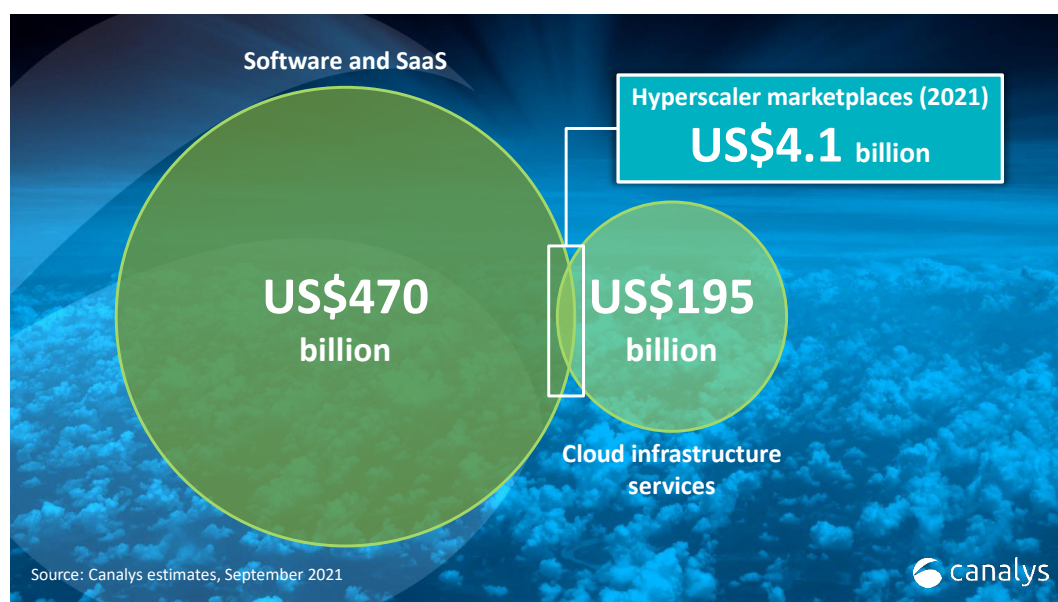 Software and SaaS
Hyperscaler marketplaces (2021)
US$4.1 billion
US$470
billion
US$195
billion
Cloud infrastructure
services
Source: Canalys estimates, September 2021
canalys